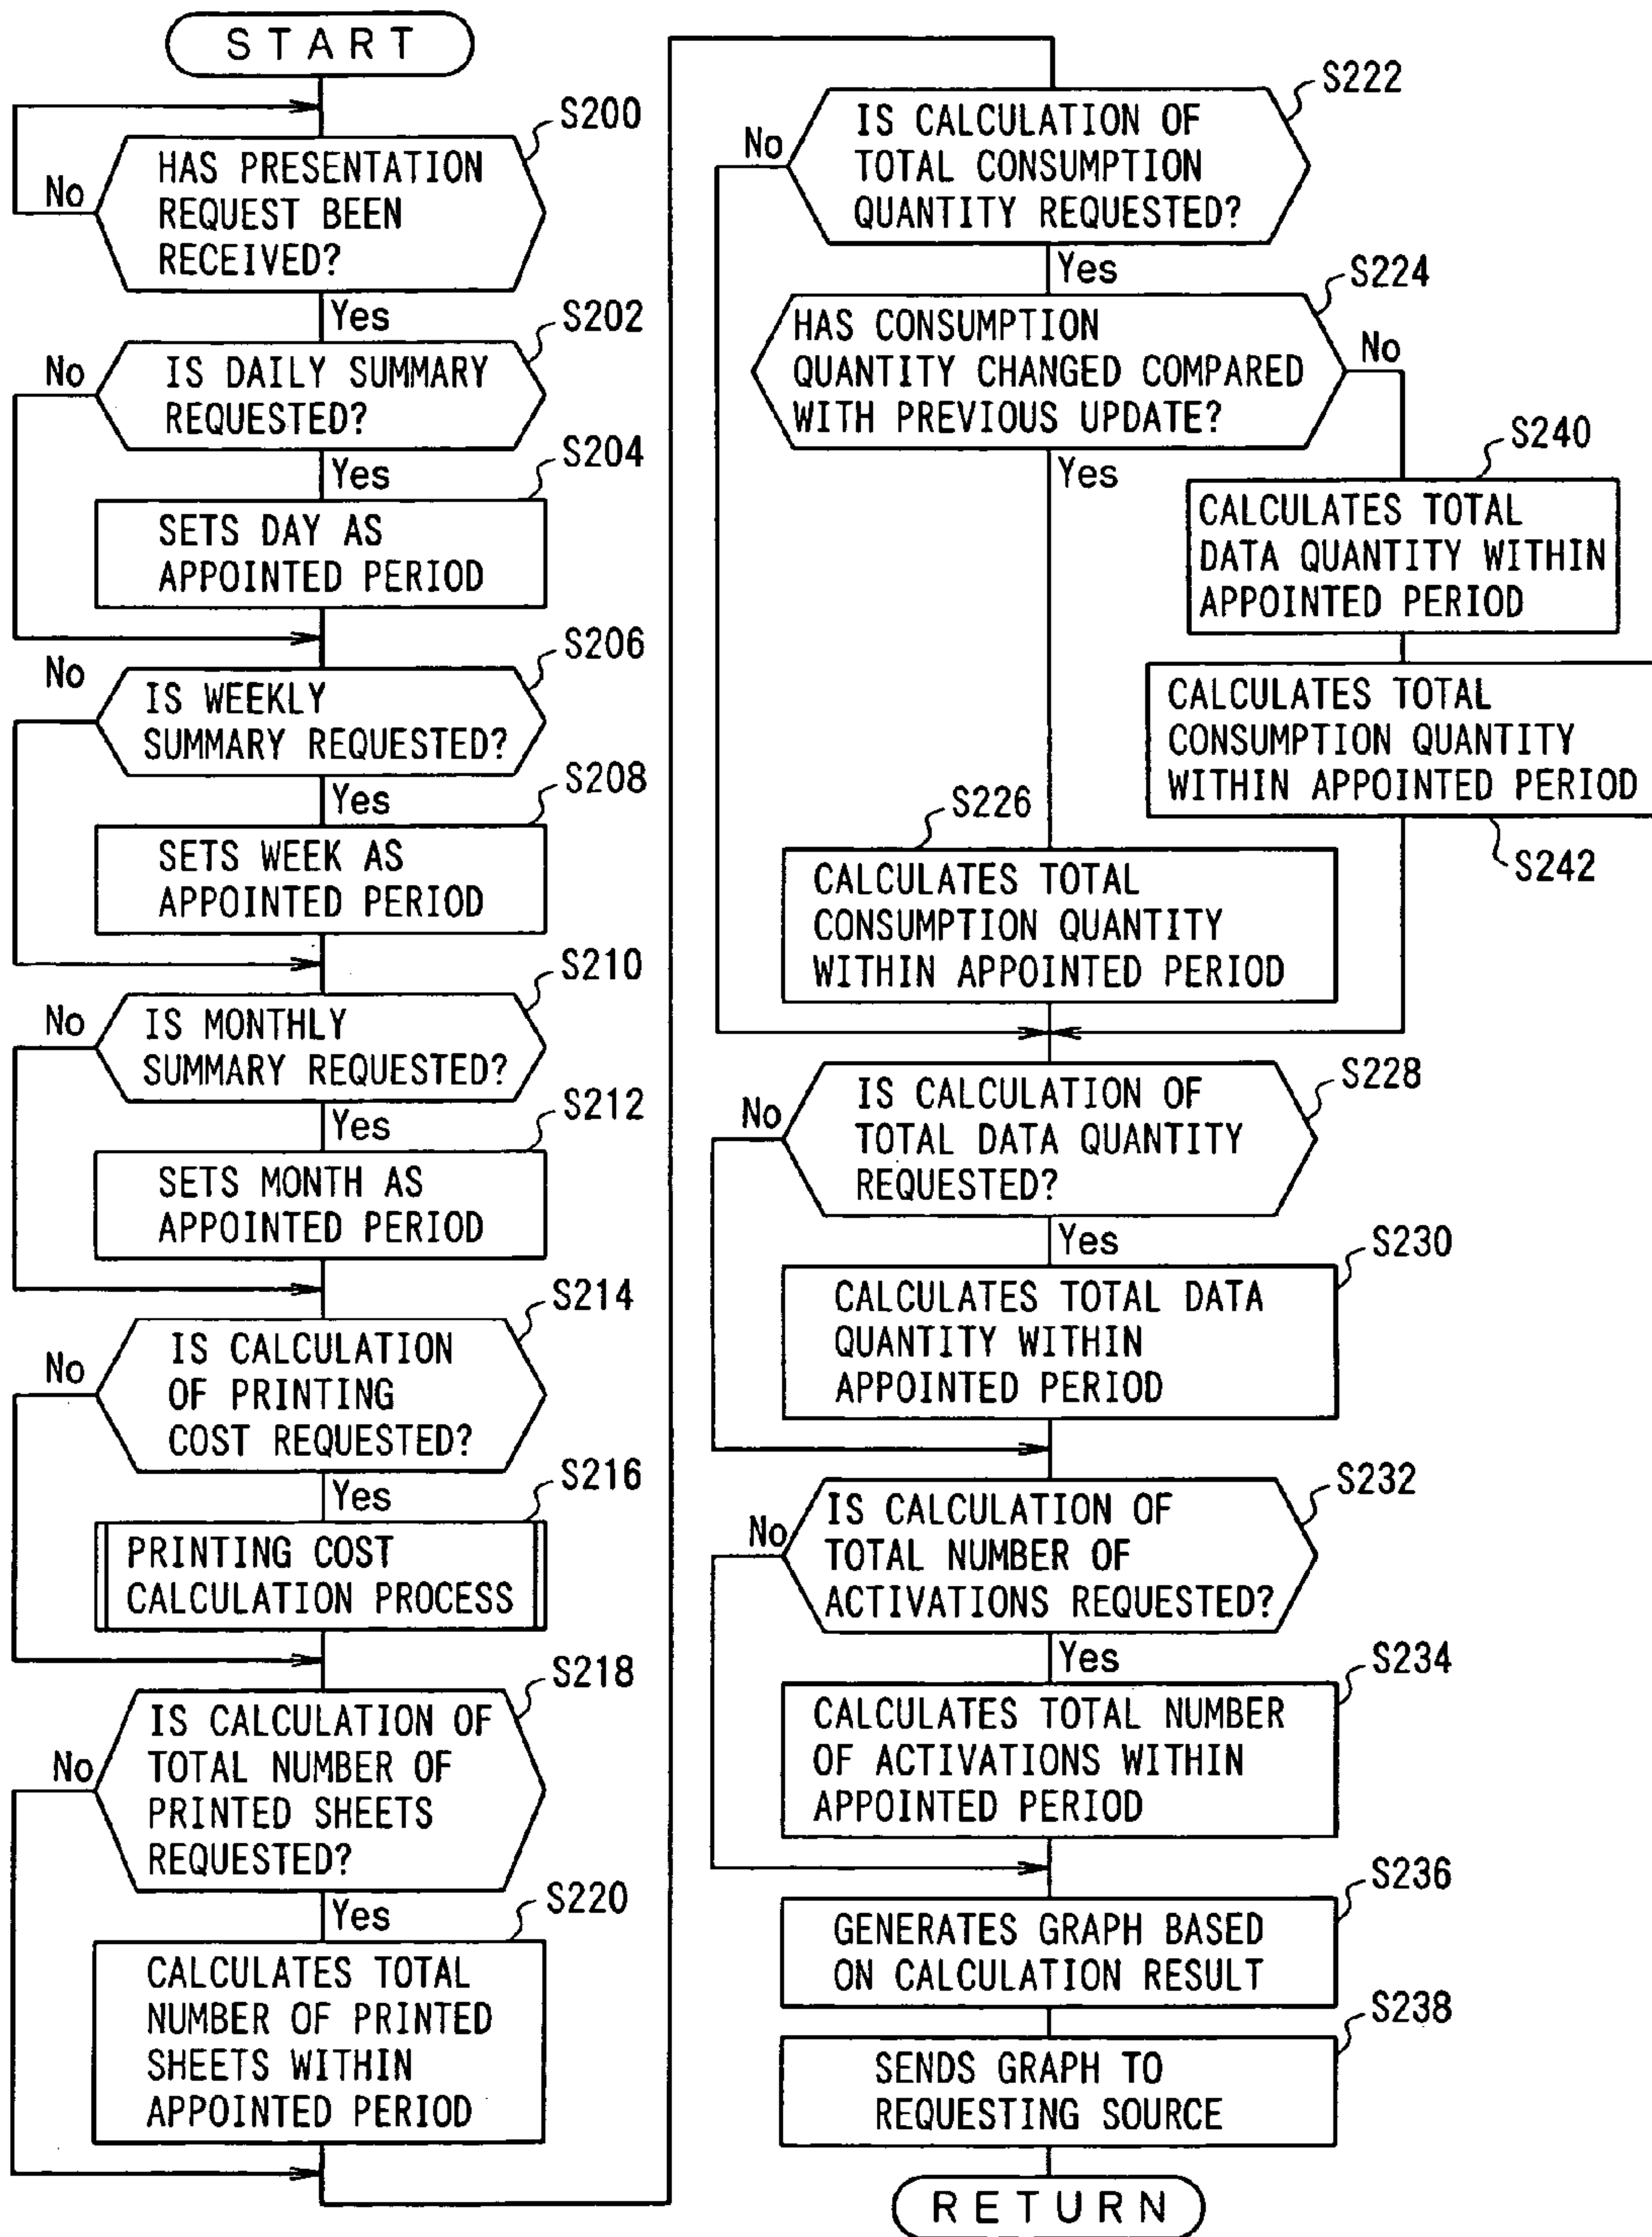 START
S200
HAS PRESENTATION
REQUEST BEEN
RECEIVED?
No
Yes
S202
IS DAILY SUMMARY
REQUESTED?
No
Yes
S204
SETS DAY AS
APPOINTED PERIOD
S206
No
IS WEEKLY
SUMMARY REQUESTED?
Yes
S208
SETS WEEK AS
APPOINTED PERIOD
S210
No
IS MONTHLY
SUMMARY REQUESTED?
Yes
S212
SETS MONTH AS
APPOINTED PERIOD
S214
IS CALCULATION
OF PRINTING
COST REQUESTED?
No
Yes
S216
PRINTING COST
CALCULATION PROCESS
S218
IS CALCULATION OF
TOTAL NUMBER OF
PRINTED SHEETS
REQUESTED?
No
Yes
S220
CALCULATES TOTAL
NUMBER OF PRINTED
SHEETS WITHIN
APPOINTED PERIOD
S222
IS CALCULATION OF
TOTAL CONSUMPTION
QUANTITY REQUESTED?
No
Yes
S224
HAS CONSUMPTION
QUANTITY CHANGED COMPARED
WITH PREVIOUS UPDATE?
No
Yes
S240
CALCULATES TOTAL
DATA QUANTITY WITHIN
APPOINTED PERIOD
CALCULATES TOTAL
CONSUMPTION QUANTITY
WITHIN APPOINTED PERIOD
S242
S226
CALCULATES TOTAL
CONSUMPTION QUANTITY
WITHIN APPOINTED PERIOD
S228
IS CALCULATION OF
TOTAL DATA QUANTITY
REQUESTED?
No
Yes
S230
CALCULATES TOTAL DATA
QUANTITY WITHIN
APPOINTED PERIOD
S232
IS CALCULATION OF
TOTAL NUMBER OF
ACTIVATIONS REQUESTED?
No
Yes
S234
CALCULATES TOTAL NUMBER
OF ACTIVATIONS WITHIN
APPOINTED PERIOD
S236
GENERATES GRAPH BASED
ON CALCULATION RESULT
S238
SENDS GRAPH TO
REQUESTING SOURCE
RETURN